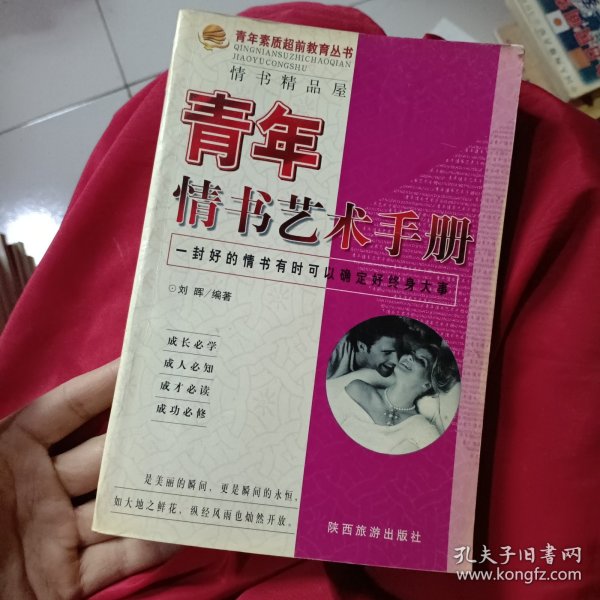 青年素质超前教育丛书
QINGNIANSUZHICHAOQIAN
JIAOYUCONGSHU
情书精品屋
青年
情书艺术手册
一封好的情书有时可以确定好终身大事
⊙刘晖/编著
成长必学
成人必知
成才必读
成功必修
是美丽的瞬间，更是瞬间的永恒。
如大地之鲜花，纵经风雨也灿然开放。
陕西旅游出版社
孔夫子旧书网
www.kongfz.com